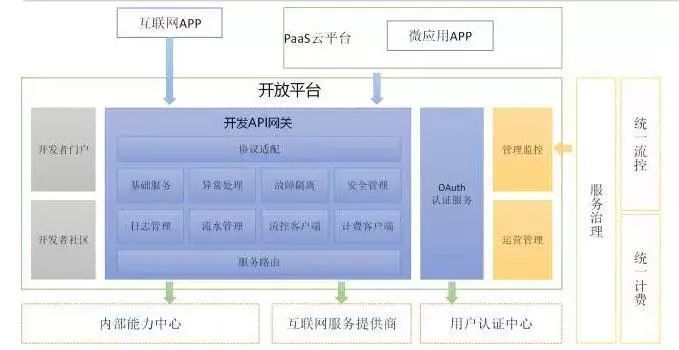 互联网APP
PaaS云平台
微应用APP
开放平台
开发者门户
开发者社区
开发API网关
协议适配
基础服务
异常处理
故障隔离
安全管理
日志管理
流水管理
流控客户端
计费客户端
服务路由
OAuth
认证服务
管理监控
运营管理
服务治理
统一流控
统一计费
内部能力中心
互联网服务提供商
用户认证中心